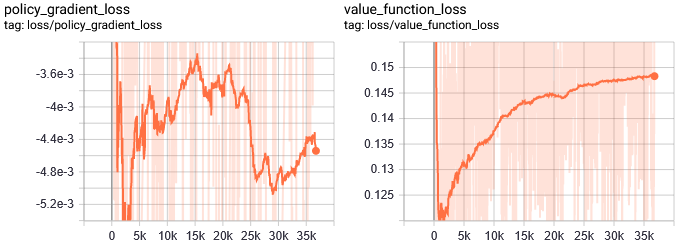 policy_gradient_loss
tag: loss/policy_gradient_loss
-3.6e-3
-4e-3
-4.4e-3
-4.8e-3
-5.2e-3
0 5k 10k 15k 20k 25k 30k 35k
value_function_loss
tag: loss/value_function_loss
0.15
0.145
0.14
0.135
0.13
0.125
0 5k 10k 15k 20k 25k 30k 35k